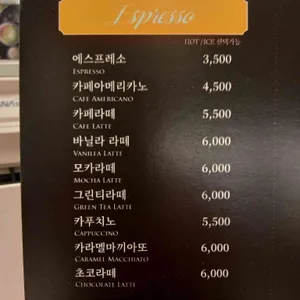 Espresso
HOT / ICE 선택가능
에스프레소 3,500
ESPRESSO
카페아메리카노 4,500
CAFE AMERICANO
카페라떼 5,500
CAFE LATTE
바닐라 라떼 6,000
VANILLA LATTE
모카라떼 6,000
MOCHA LATTE
그린티라떼 6,000
GREEN TEA LATTE
카푸치노 5,500
CAPPUCCINO
카라멜마끼아또 6,000
CARAMEL MACCHIATO
초코라떼 6,000
CHOCOLATE LATTE